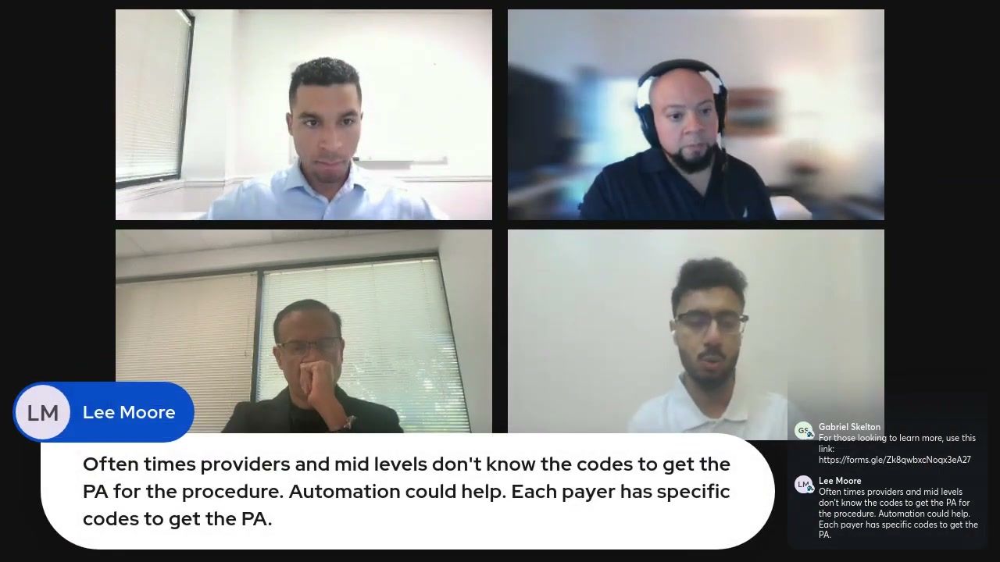 LM
Lee Moore
Often times providers and mid levels don't know the codes to get the
PA for the procedure. Automation could help. Each payer has specific
codes to get the PA.
GS
Gabriel Skelton
For those looking to learn more, use this
link:
https://forms.gle/Zk8qwbxcNoqx3eA27
LM
Lee Moore
Often times providers and mid levels
don't know the codes to get the PA for
the procedure. Automation could help.
Each payer has specific codes to get the
PA.